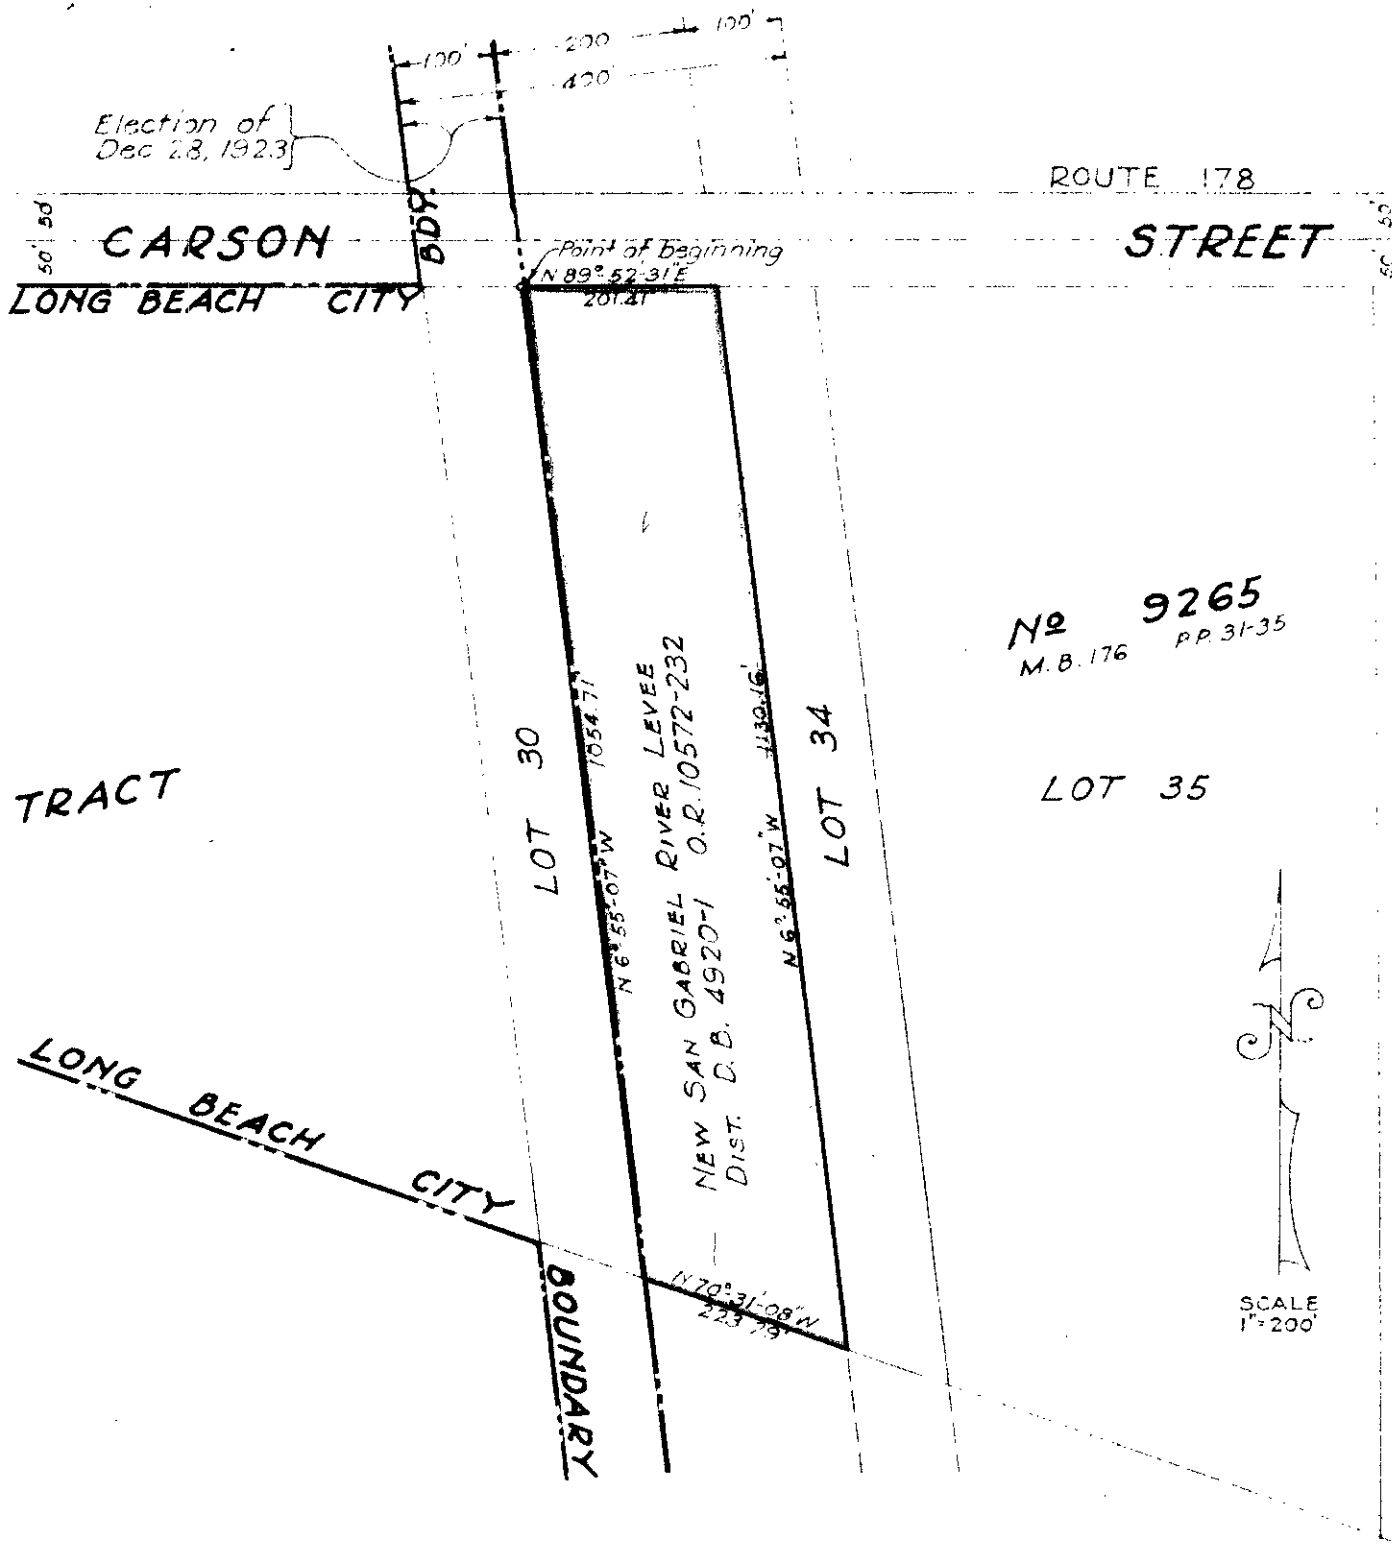 100'
200
100'
400'
Election of
Dec 28, 1923
ROUTE 178
50' 50'
CARSON
BDY.
STREET
50' 50'
Point of beginning
N 89°-52'-31"E
201.41
LONG BEACH CITY
No 9265
M.B. 176 PP. 31-35
TRACT
LOT 30
N 6°-55'-07"W 1054.71'
NEW SAN GABRIEL RIVER LEVEE
DIST. D.B. 4920-1 O.R. 10572-232
N 6°-55'-07"W 1130.16'
LOT 34
LOT 35
N
LONG BEACH CITY
BOUNDARY
N 70°-31'-08"W
223.79'
SCALE
1"=200'